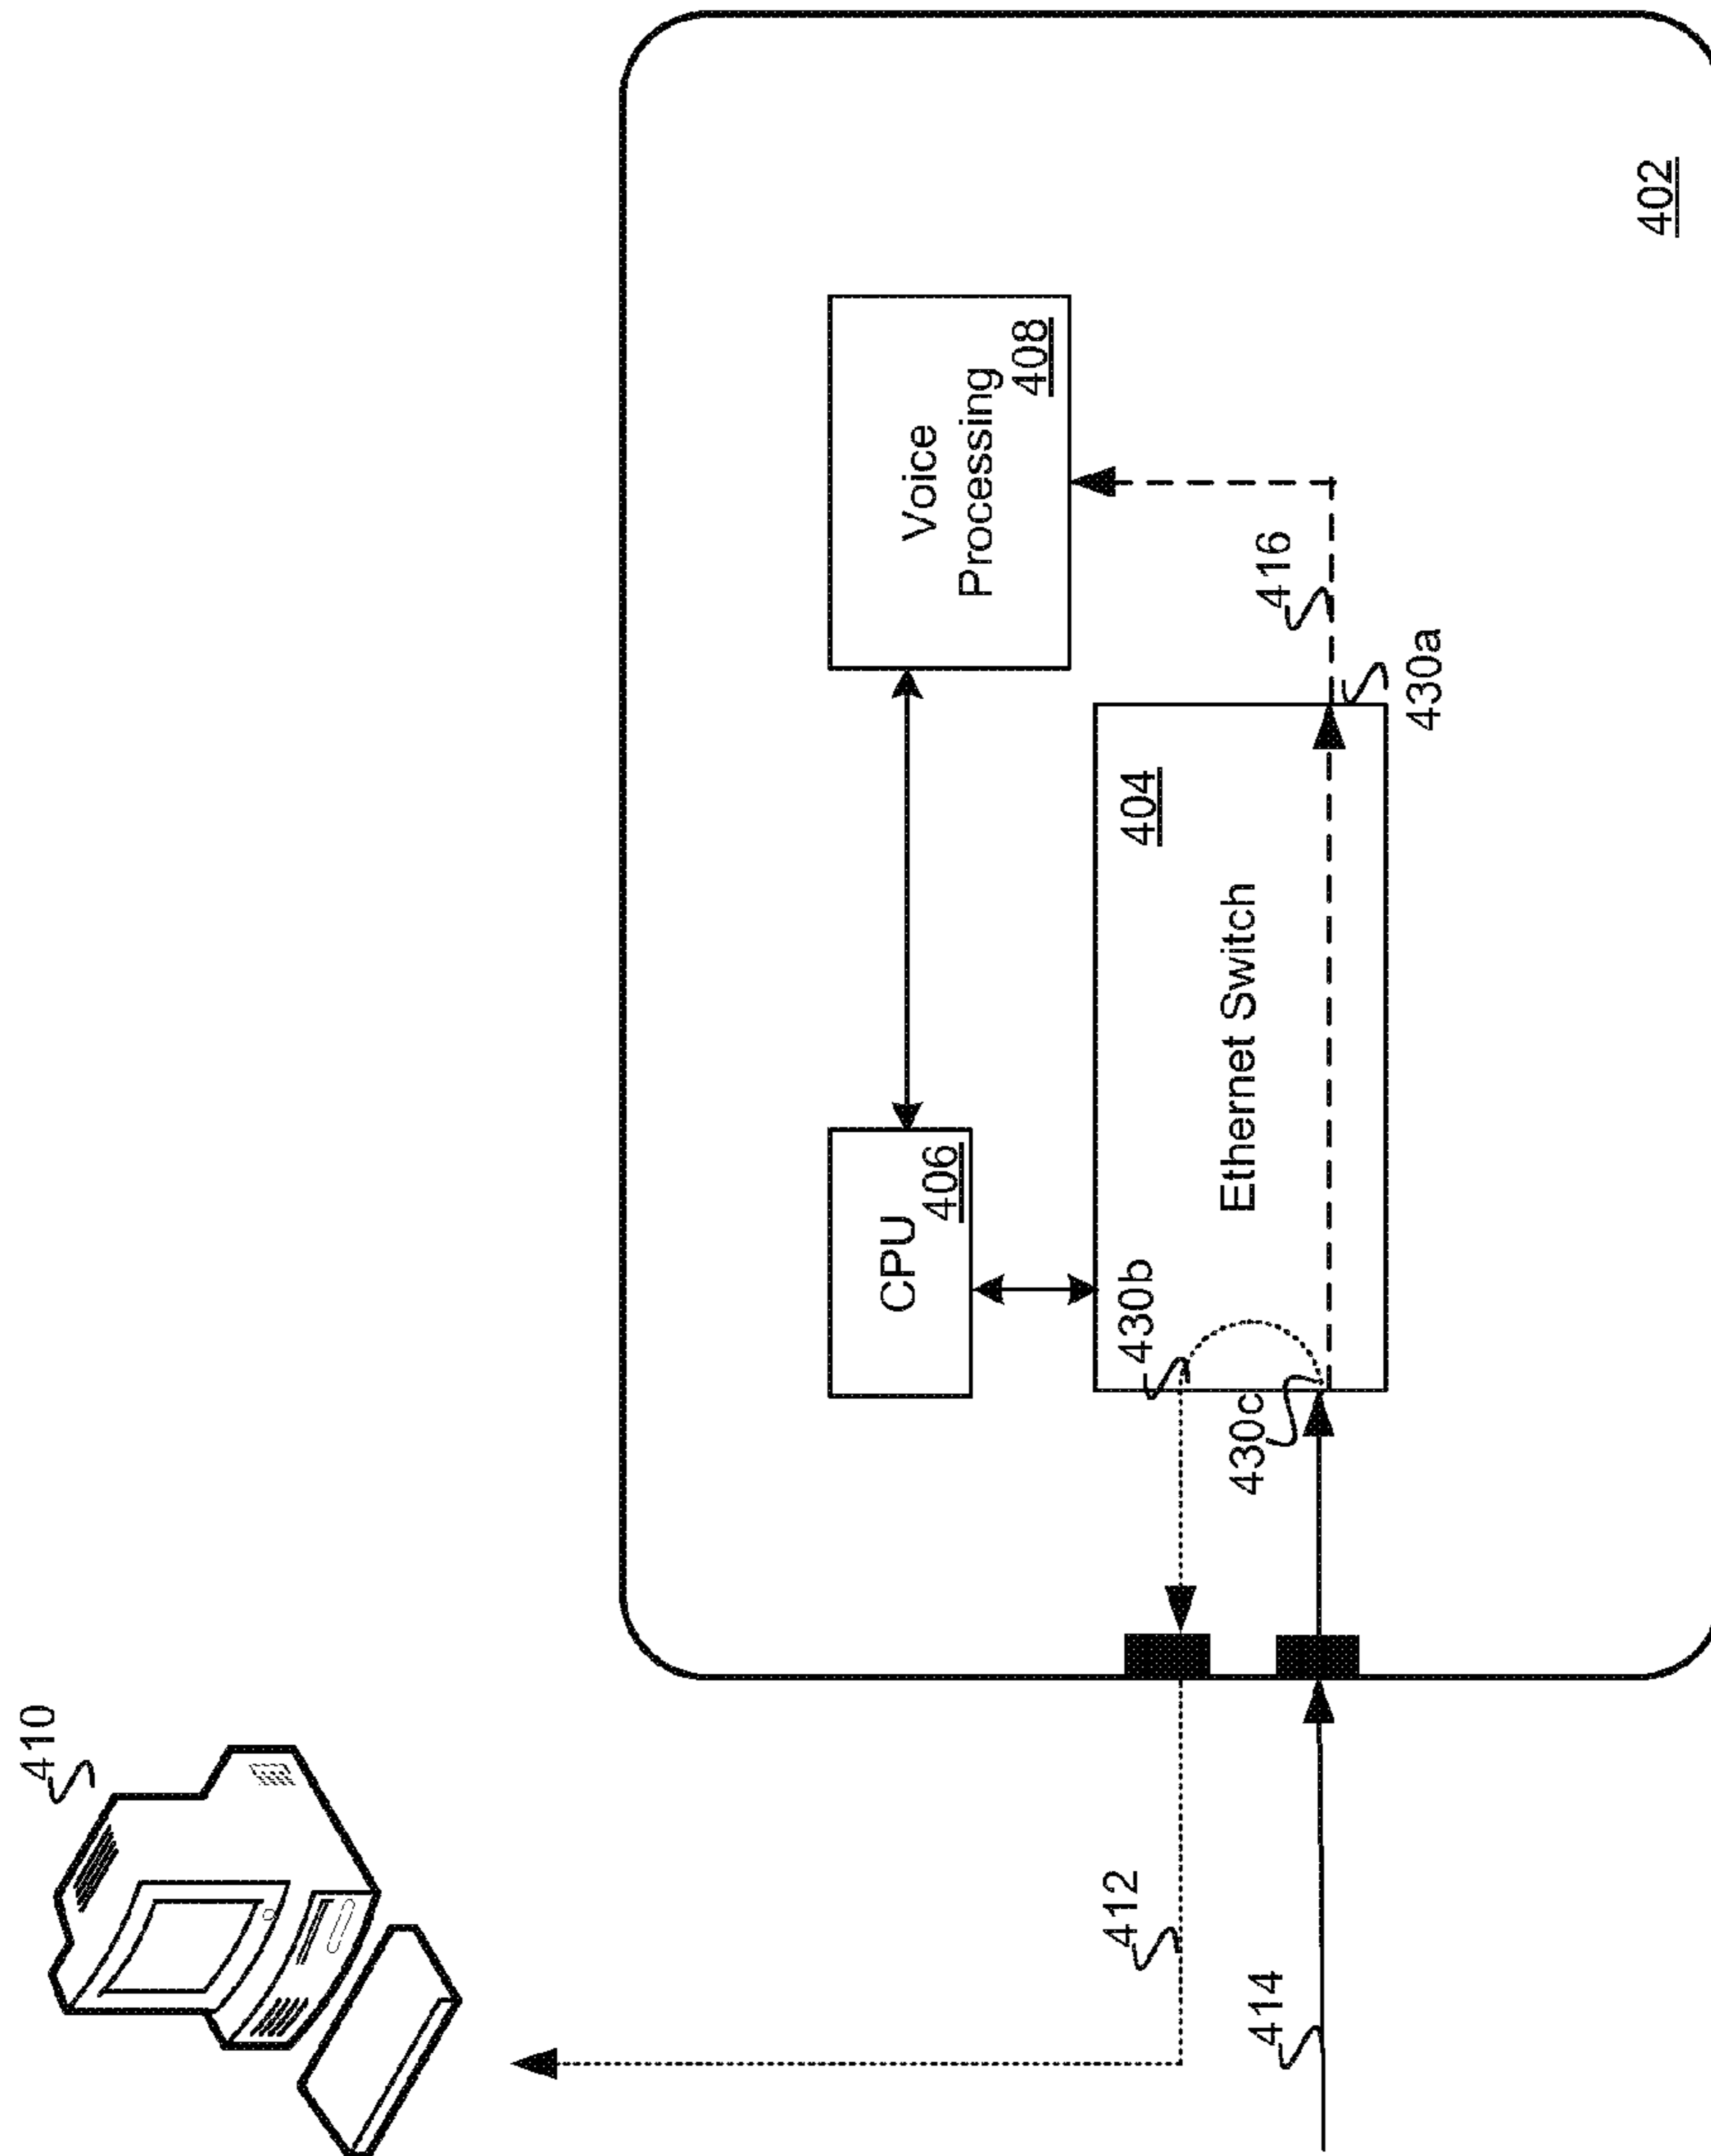 410
CPU
406
Voice
Processing
408
412
430b
404
Ethernet Switch
430c
414
416
430a
402